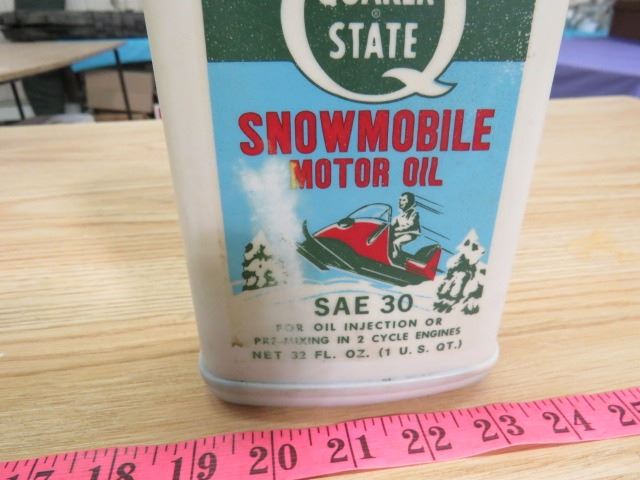 QUAKER
®
STATE
SNOWMOBILE
MOTOR OIL
SAE 30
FOR OIL INJECTION OR
PRE-MIXING IN 2 CYCLE ENGINES
NET 32 FL. OZ. (1 U. S. QT.)
17 18 19 20 21 22 23 24 25